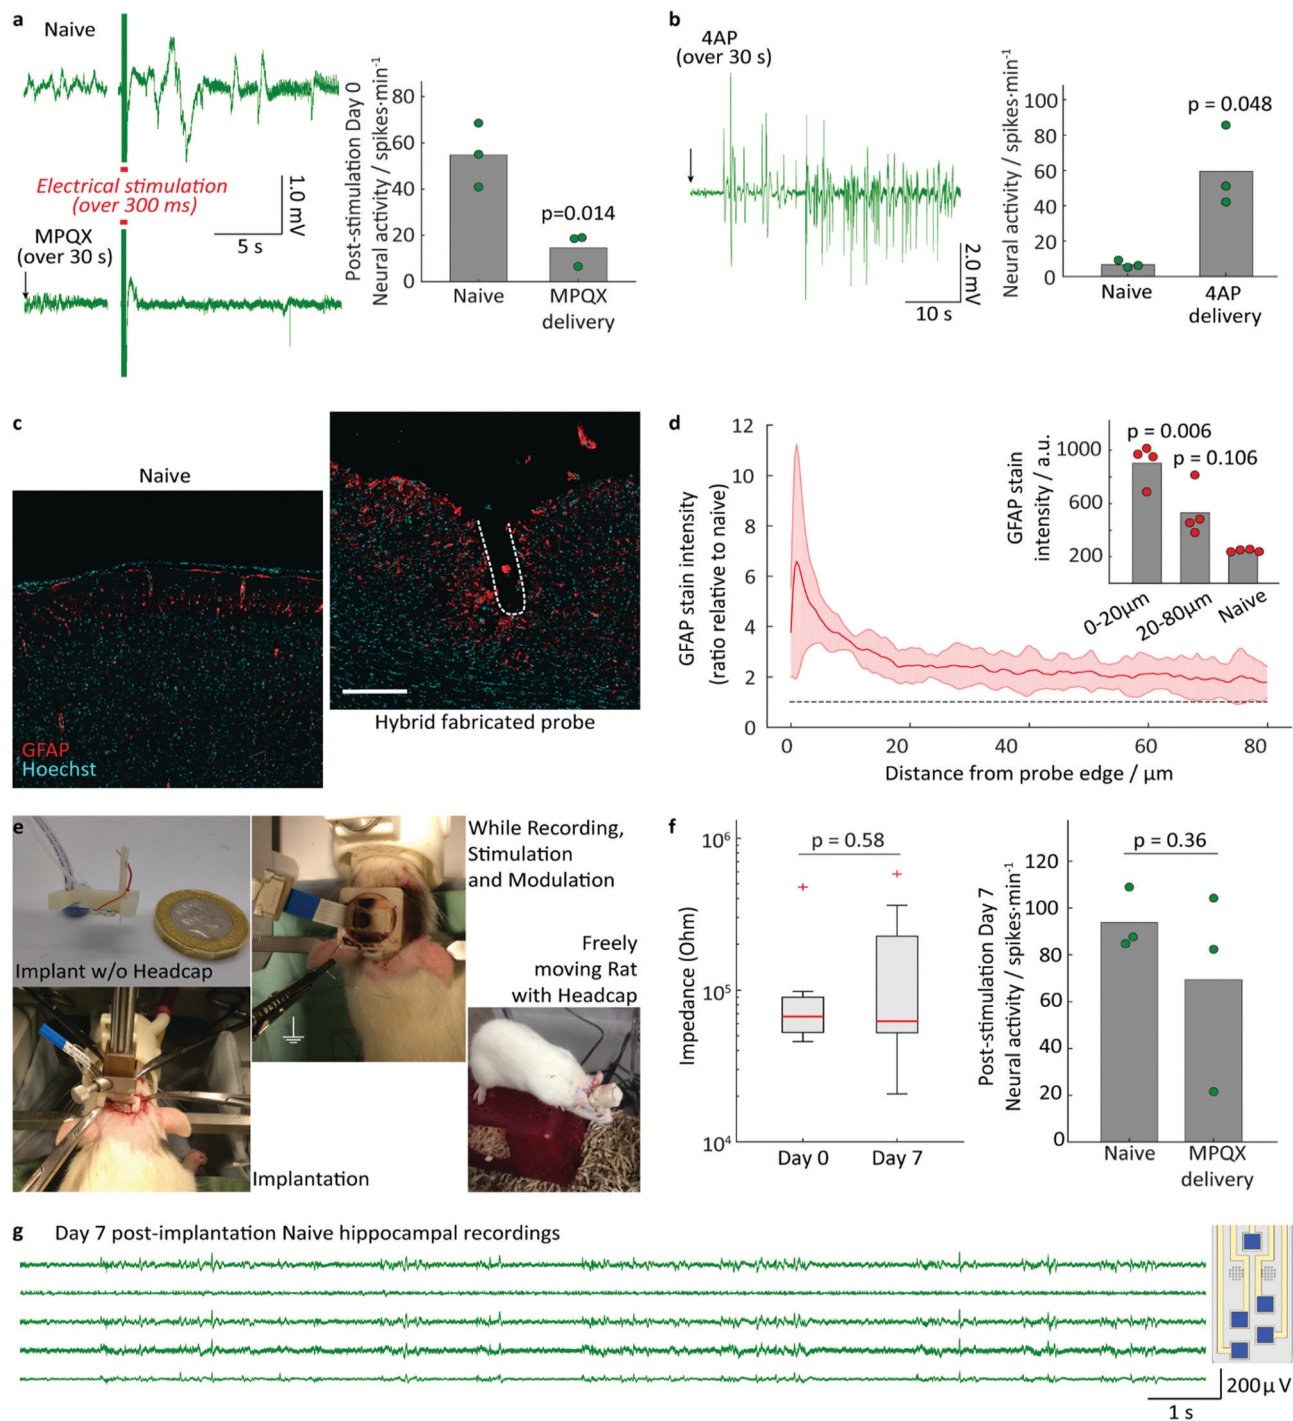 a
Naive
Electrical stimulation
(over 300 ms)
MPQX
(over 30 s)
1.0 mV
5 s
Post-stimulation Day 0
Neural activity / spikes·min⁻¹
80
60
40
20
0
p=0.014
Naive
MPQX
delivery
b
4AP
(over 30 s)
2.0 mV
10 s
Neural activity / spikes·min⁻¹
100
80
60
40
20
0
p = 0.048
Naive
4AP
delivery
c
Naive
GFAP
Hoechst
Hybrid fabricated probe
d
GFAP stain intensity
(ratio relative to naive)
12
10
8
6
4
2
0
0
20
40
60
80
Distance from probe edge / μm
GFAP stain
intensity / a.u.
1000
600
200
p = 0.006
p = 0.106
0-20μm
20-80μm
Naive
e
Implant w/o Headcap
While Recording,
Stimulation
and Modulation
Freely
moving Rat
with Headcap
Implantation
f
Impedance (Ohm)
10⁶
10⁵
10⁴
p = 0.58
Day 0
Day 7
Post-stimulation Day 7
Neural activity / spikes·min⁻¹
120
100
80
60
40
20
0
p = 0.36
Naive
MPQX
delivery
g
Day 7 post-implantation Naive hippocampal recordings
200μV
1 s